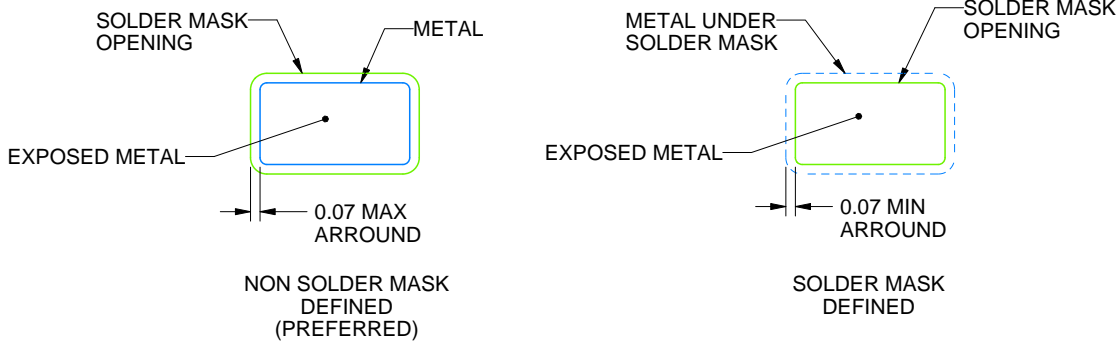 SOLDER MASK
OPENING
METAL
EXPOSED METAL
0.07 MAX
ARROUND
NON SOLDER MASK
DEFINED
(PREFERRED)
METAL UNDER
SOLDER MASK
SOLDER MASK
OPENING
EXPOSED METAL
0.07 MIN
ARROUND
SOLDER MASK
DEFINED